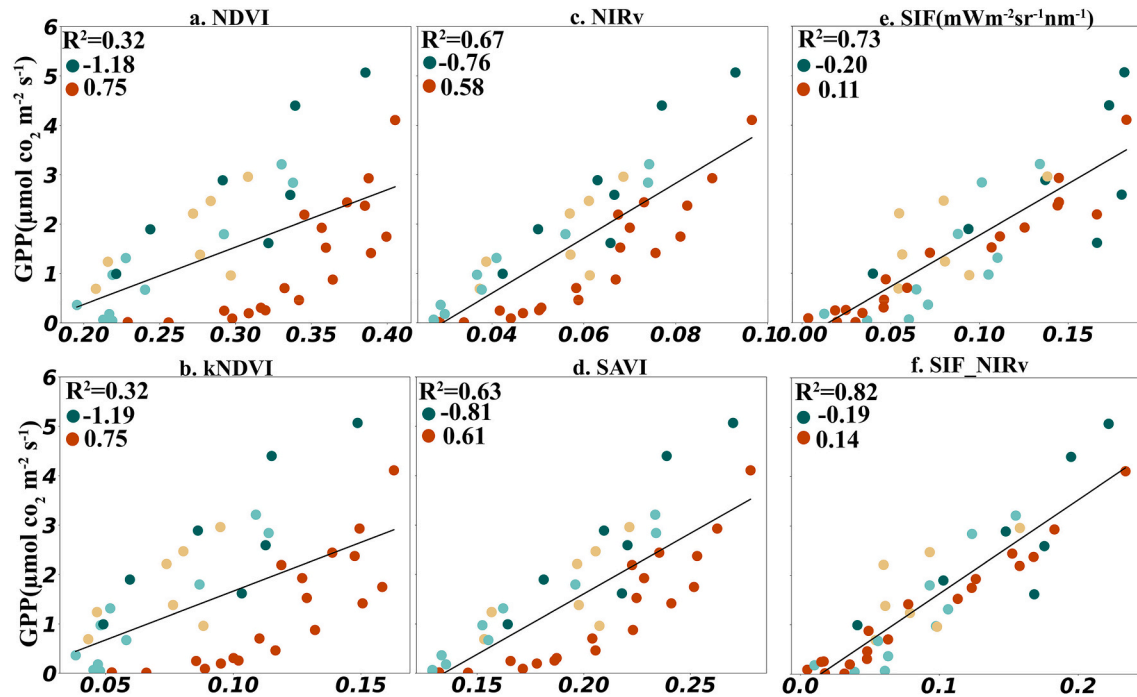 a. NDVI
c. NIRv
e. SIF(mWm⁻²sr⁻¹nm⁻¹)
GPP(μmol co₂ m⁻² s⁻¹)
6
5
4
3
2
1
0
R²=0.32
-1.18
0.75
0.20 0.25 0.30 0.35 0.40
R²=0.67
-0.76
0.58
0.04 0.06 0.08 0.10
R²=0.73
-0.20
0.11
0.0 0.05 0.10 0.15
b. kNDVI
d. SAVI
f. SIF_NIRv
GPP(μmol co₂ m⁻² s⁻¹)
6
5
4
3
2
1
0
R²=0.32
-1.19
0.75
0.05 0.10 0.15
R²=0.63
-0.81
0.61
0.15 0.20 0.25
R²=0.82
-0.19
0.14
0.0 0.05 0.1 0.15 0.2